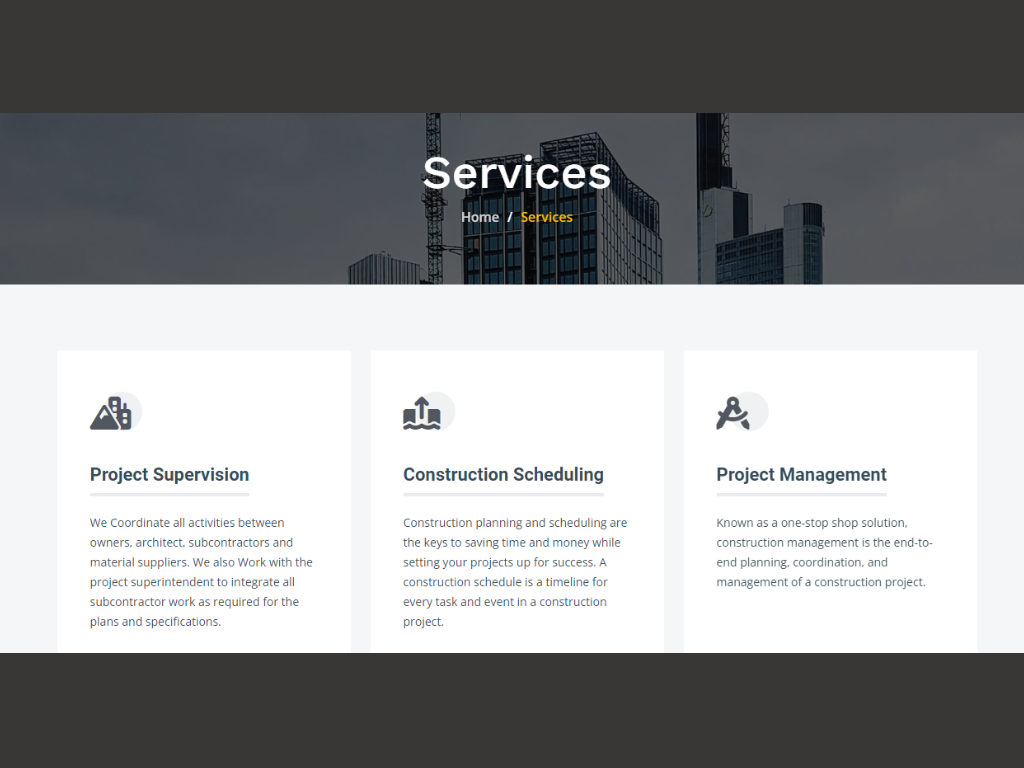 Services
Home / Services
Project Supervision
We Coordinate all activities between
owners, architect, subcontractors and
material suppliers. We also Work with the
project superintendent to integrate all
subcontractor work as required for the
plans and specifications.
Construction Scheduling
Construction planning and scheduling are
the keys to saving time and money while
setting your projects up for success. A
construction schedule is a timeline for
every task and event in a construction
project.
Project Management
Known as a one-stop shop solution,
construction management is the end-to-
end planning, coordination, and
management of a construction project.